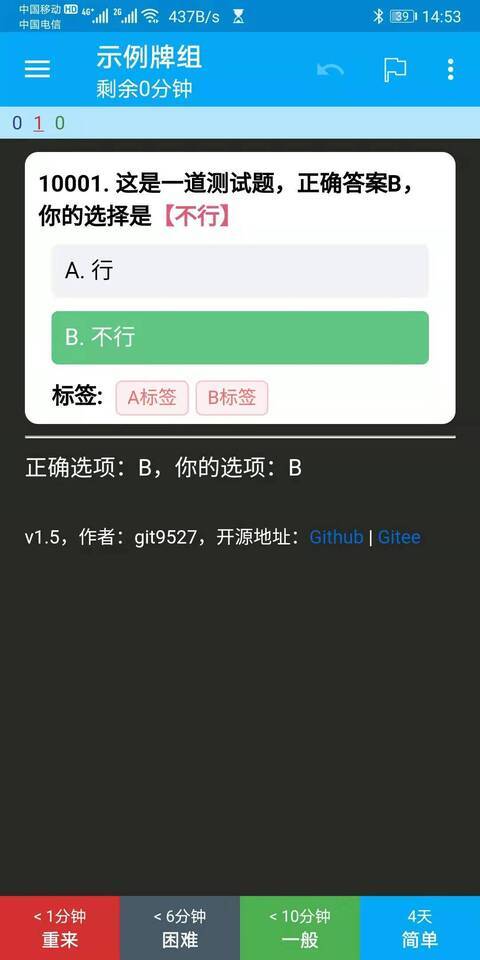 中国移动 HD 4G+ 2G 437B/s 39 14:53
中国电信
示例牌组
剩余0分钟
0 1 0
10001. 这是一道测试题，正确答案B，
你的选择是【不行】
A. 行
B. 不行
标签: A标签 B标签
正确选项：B，你的选项：B
v1.5，作者：git9527，开源地址：Github | Gitee
< 1分钟 < 6分钟 < 10分钟 4天
重来 困难 一般 简单